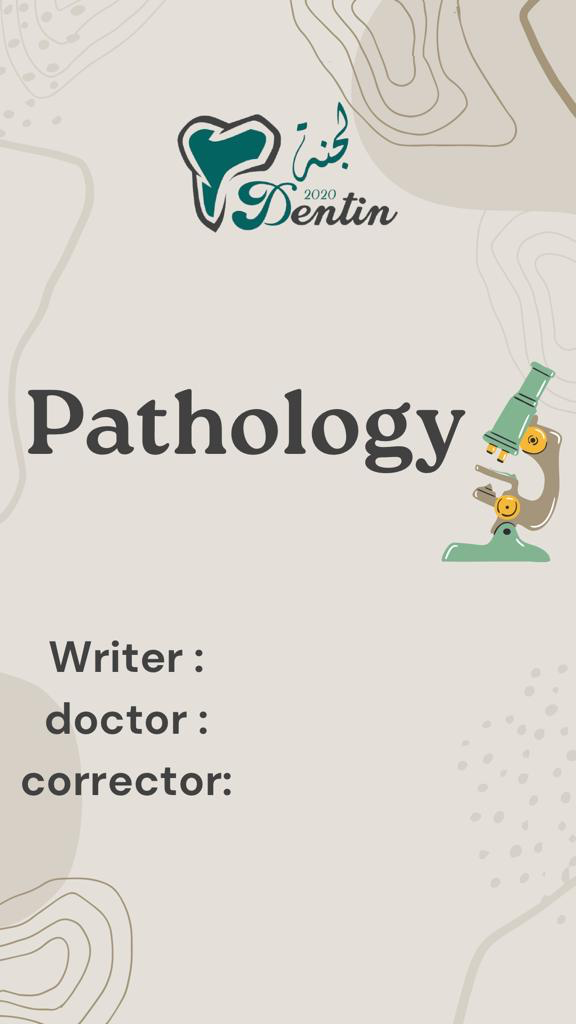 لجنة
2020
Dentin
Pathology
Writer :
doctor :
corrector: